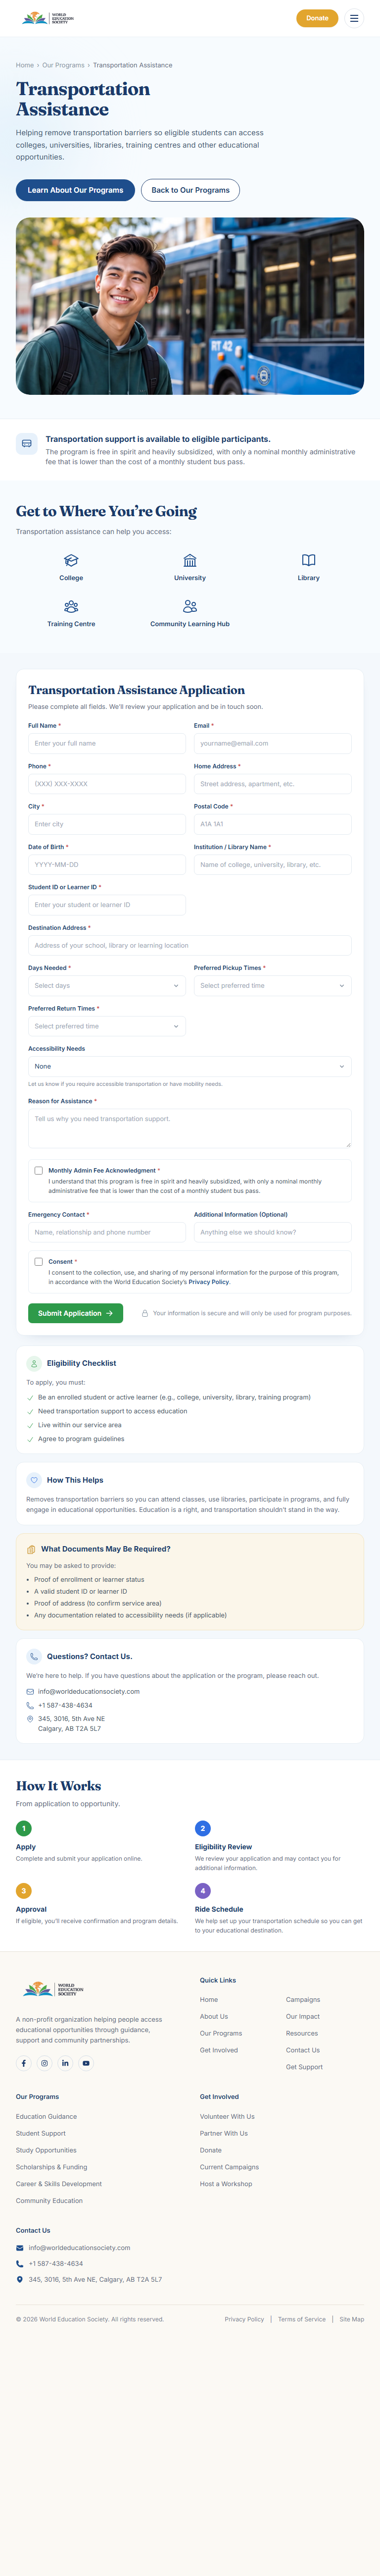 WORLD
EDUCATION
SOCIETY
Donate
Home › Our Programs › Transportation Assistance
Transportation
Assistance
Helping remove transportation barriers so eligible students can access
colleges, universities, libraries, training centres and other educational
opportunities.
Learn About Our Programs
Back to Our Programs
RT 42
Transportation support is available to eligible participants.
The program is free in spirit and heavily subsidized, with only a nominal monthly administrative
fee that is lower than the cost of a monthly student bus pass.
Get to Where You’re Going
Transportation assistance can help you access:
College
University
Library
Training Centre
Community Learning Hub
Transportation Assistance Application
Please complete all fields. We’ll review your application and be in touch soon.
Full Name *
Email *
Enter your full name
yourname@email.com
Phone *
Home Address *
(XXX) XXX-XXXX
Street address, apartment, etc.
City *
Postal Code *
Enter city
A1A 1A1
Date of Birth *
Institution / Library Name *
YYYY-MM-DD
Name of college, university, library, etc.
Student ID or Learner ID *
Enter your student or learner ID
Destination Address *
Address of your school, library or learning location
Days Needed *
Preferred Pickup Times *
Select days
Select preferred time
Preferred Return Times *
Select preferred time
Accessibility Needs
None
Let us know if you require accessible transportation or have mobility needs.
Reason for Assistance *
Tell us why you need transportation support.
Monthly Admin Fee Acknowledgment *
I understand that this program is free in spirit and heavily subsidized, with only a nominal monthly
administrative fee that is lower than the cost of a monthly student bus pass.
Emergency Contact *
Additional Information (Optional)
Name, relationship and phone number
Anything else we should know?
Consent *
I consent to the collection, use, and sharing of my personal information for the purpose of this program,
in accordance with the World Education Society’s Privacy Policy.
Submit Application →
Your information is secure and will only be used for program purposes.
Eligibility Checklist
To apply, you must:
Be an enrolled student or active learner (e.g., college, university, library, training program)
Need transportation support to access education
Live within our service area
Agree to program guidelines
How This Helps
Removes transportation barriers so you can attend classes, use libraries, participate in programs, and fully
engage in educational opportunities. Education is a right, and transportation shouldn’t stand in the way.
What Documents May Be Required?
You may be asked to provide:
• Proof of enrollment or learner status
• A valid student ID or learner ID
• Proof of address (to confirm service area)
• Any documentation related to accessibility needs (if applicable)
Questions? Contact Us.
We’re here to help. If you have questions about the application or the program, please reach out.
info@worldeducationsociety.com
+1 587-438-4634
345, 3016, 5th Ave NE
Calgary, AB T2A 5L7
How It Works
From application to opportunity.
1
Apply
Complete and submit your application online.
2
Eligibility Review
We review your application and may contact you for
additional information.
3
Approval
If eligible, you’ll receive confirmation and program details.
4
Ride Schedule
We help set up your transportation schedule so you can get
to your educational destination.
WORLD
EDUCATION
SOCIETY
A non-profit organization helping people access
educational opportunities through guidance,
support and community partnerships.
Quick Links
Home
About Us
Our Programs
Get Involved
Campaigns
Our Impact
Resources
Contact Us
Get Support
Our Programs
Education Guidance
Student Support
Study Opportunities
Scholarships & Funding
Career & Skills Development
Community Education
Get Involved
Volunteer With Us
Partner With Us
Donate
Current Campaigns
Host a Workshop
Contact Us
info@worldeducationsociety.com
+1 587-438-4634
345, 3016, 5th Ave NE, Calgary, AB T2A 5L7
© 2026 World Education Society. All rights reserved.
Privacy Policy | Terms of Service | Site Map